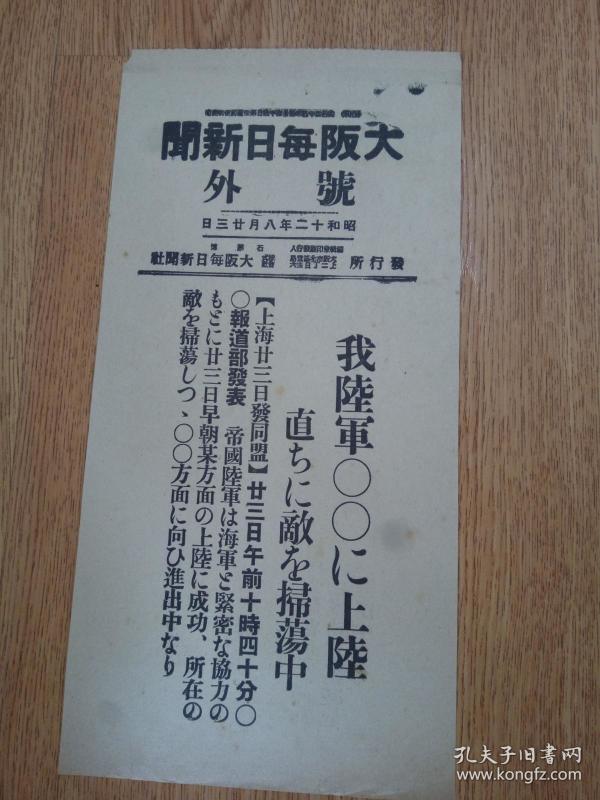 大阪毎日新聞
號外
昭和十二年八月廿三日
發行所 大阪毎日新聞社
我陸軍〇〇に上陸
直ちに敵を掃蕩中
【上海廿三日發同盟】廿三日午前十時四十分〇
〇報道部發表 帝國陸軍は海軍と緊密な協力の
もとに廿三日早朝某方面の上陸に成功、所在の
敵を掃蕩しつゝ〇〇方面に向ひ進出中なり
孔夫子旧书网
www.kongfz.com